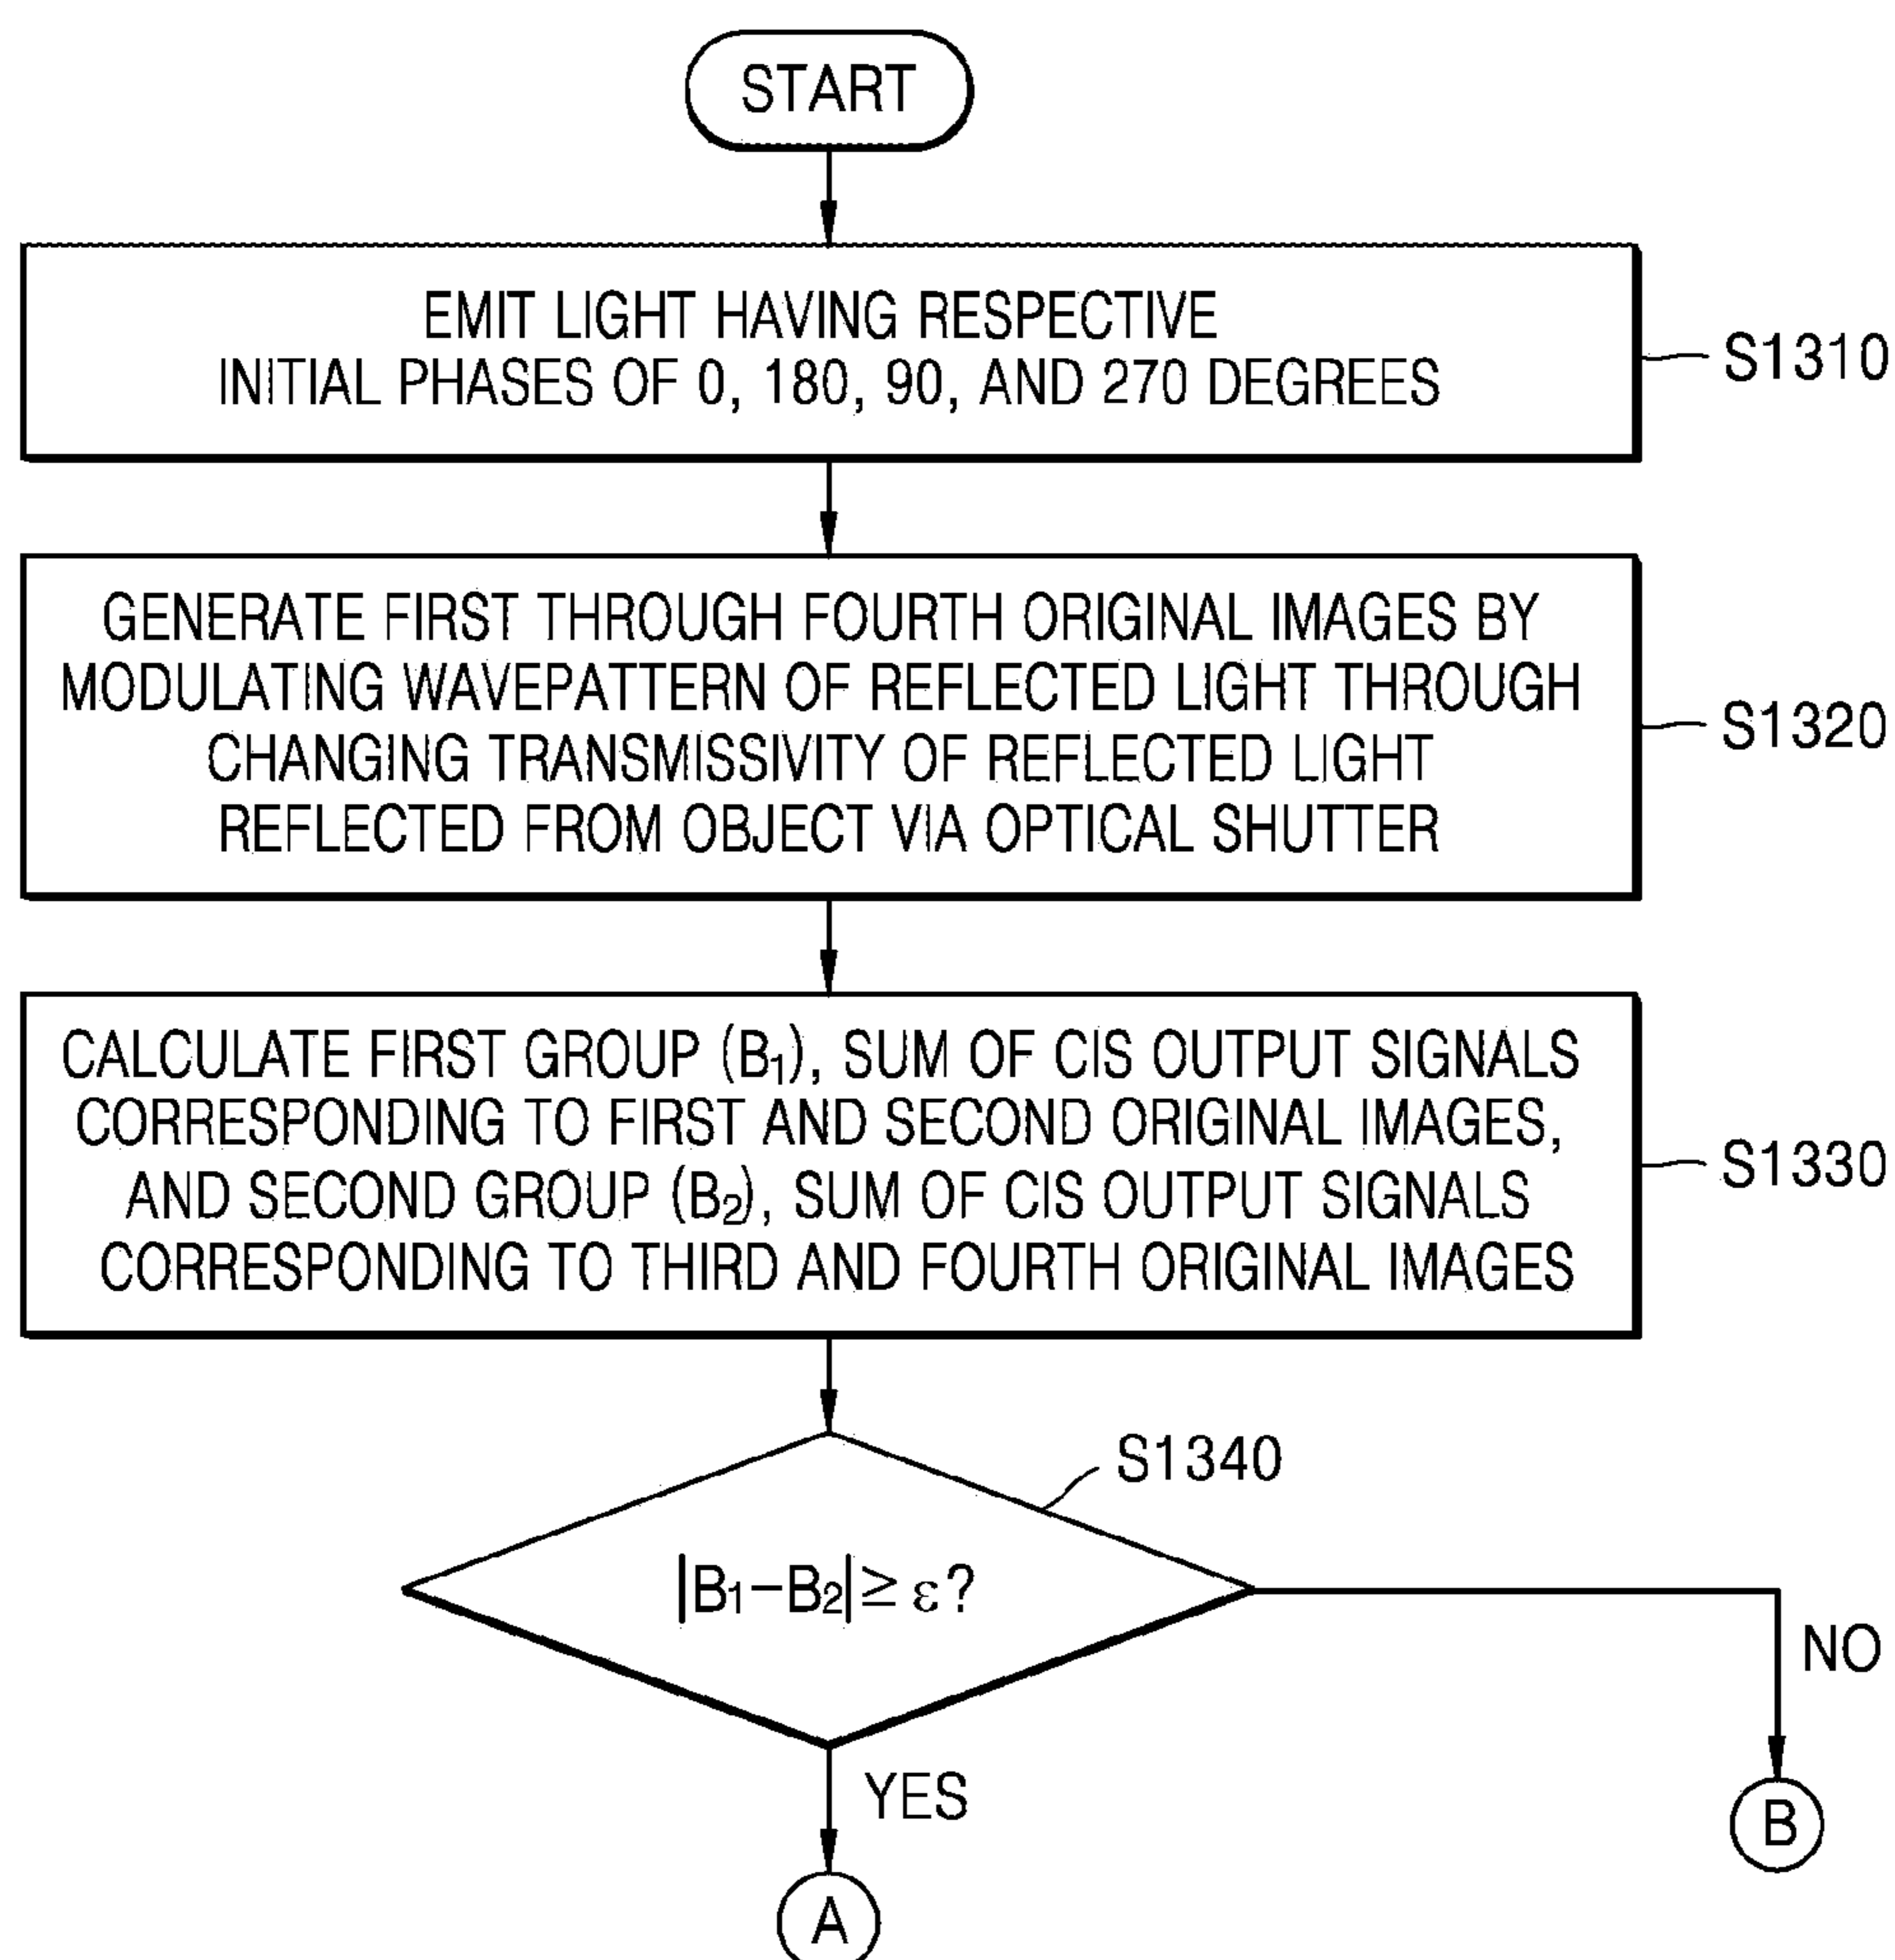 START
EMIT LIGHT HAVING RESPECTIVE
INITIAL PHASES OF 0, 180, 90, AND 270 DEGREES
S1310
GENERATE FIRST THROUGH FOURTH ORIGINAL IMAGES BY
MODULATING WAVEPATTERN OF REFLECTED LIGHT THROUGH
CHANGING TRANSMISSIVITY OF REFLECTED LIGHT
REFLECTED FROM OBJECT VIA OPTICAL SHUTTER
S1320
CALCULATE FIRST GROUP (B₁), SUM OF CIS OUTPUT SIGNALS
CORRESPONDING TO FIRST AND SECOND ORIGINAL IMAGES,
AND SECOND GROUP (B₂), SUM OF CIS OUTPUT SIGNALS
CORRESPONDING TO THIRD AND FOURTH ORIGINAL IMAGES
S1330
S1340
|B₁−B₂|≥ ε?
NO
YES
B
A